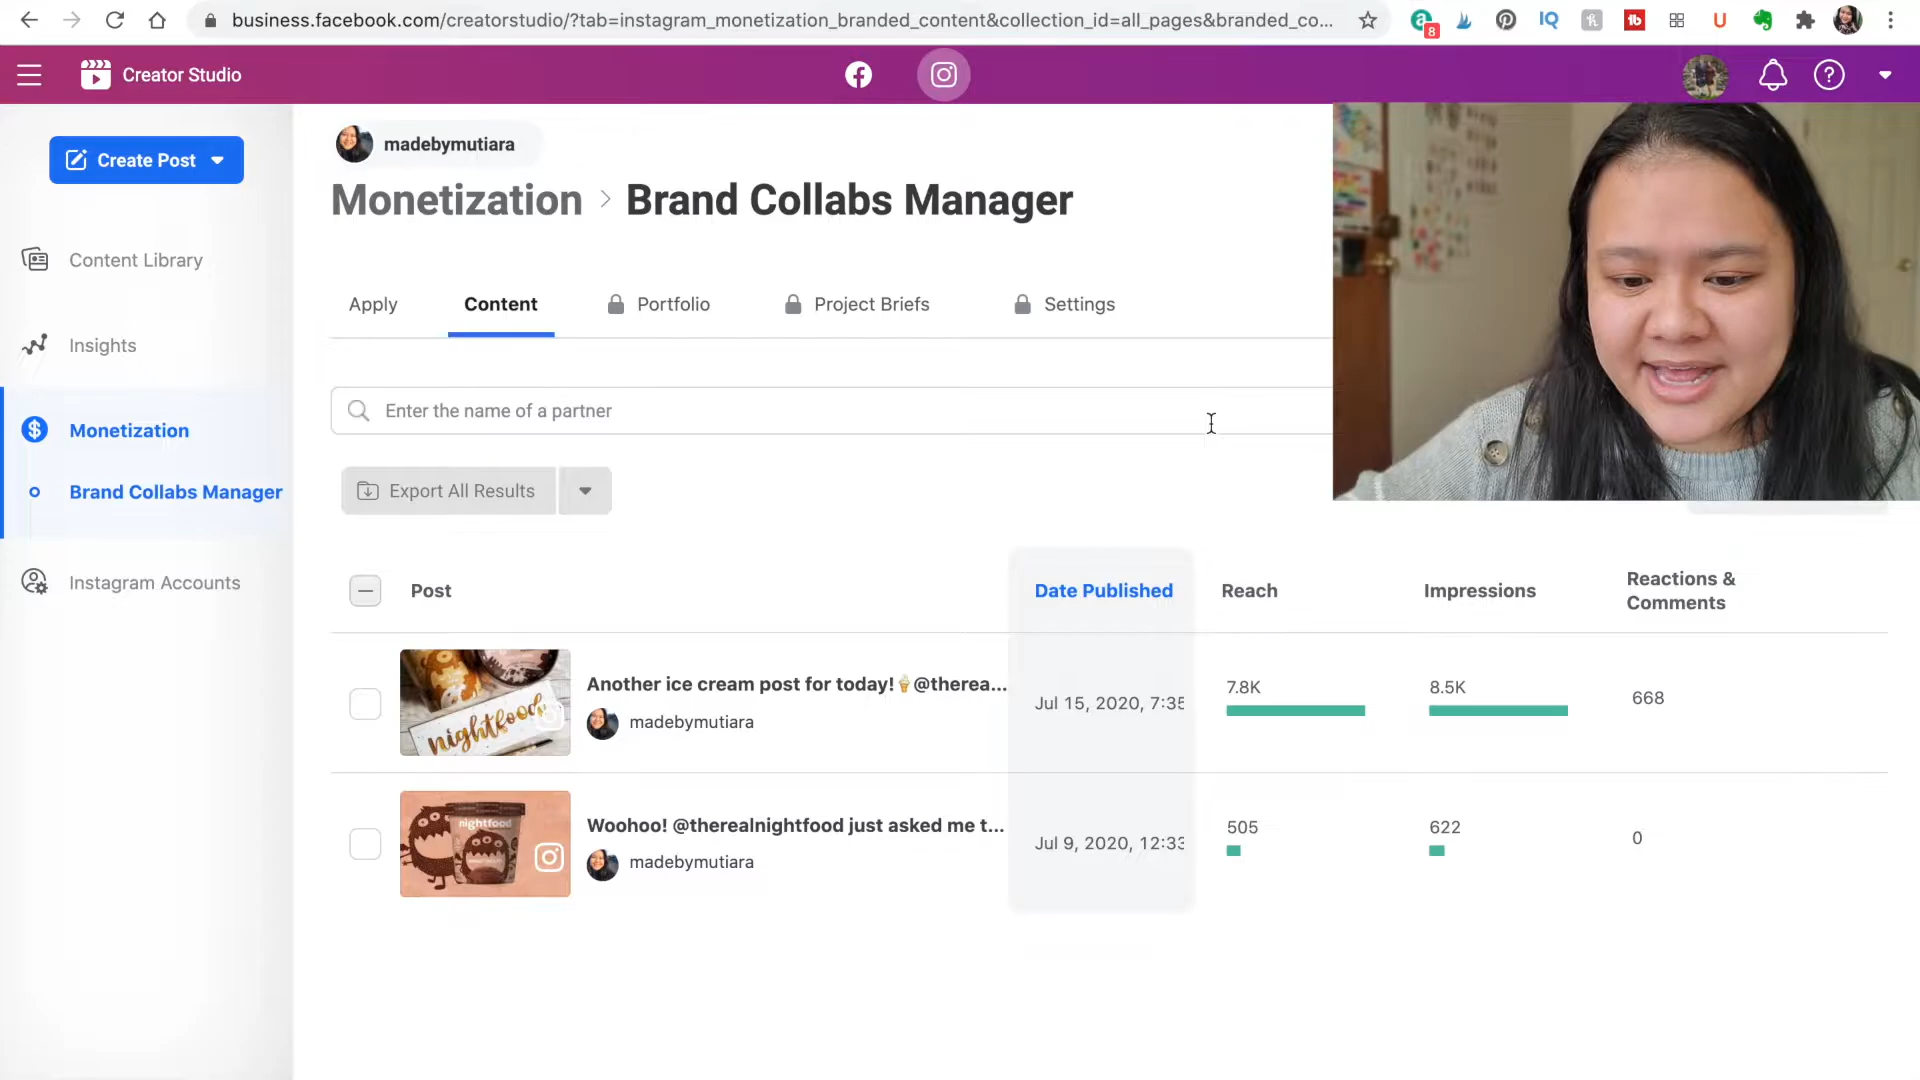 business.facebook.com/creatorstudio/?tab=instagram_monetization_branded_content&collection_id=all_pages&branded_co...
8
IQ
U
Creator Studio
Create Post
Content Library
Insights
Monetization
Brand Collabs Manager
Instagram Accounts
madebymutiara
Monetization > Brand Collabs Manager
Apply Content Portfolio Project Briefs Settings
Enter the name of a partner
Export All Results
Post Date Published Reach Impressions Reactions & Comments
nightfood
Another ice cream post for today!🍦@therea...
madebymutiara
Jul 15, 2020, 7:35
7.8K
8.5K
668
nightfood
Woohoo! @therealnightfood just asked me t...
madebymutiara
Jul 9, 2020, 12:33
505
622
0